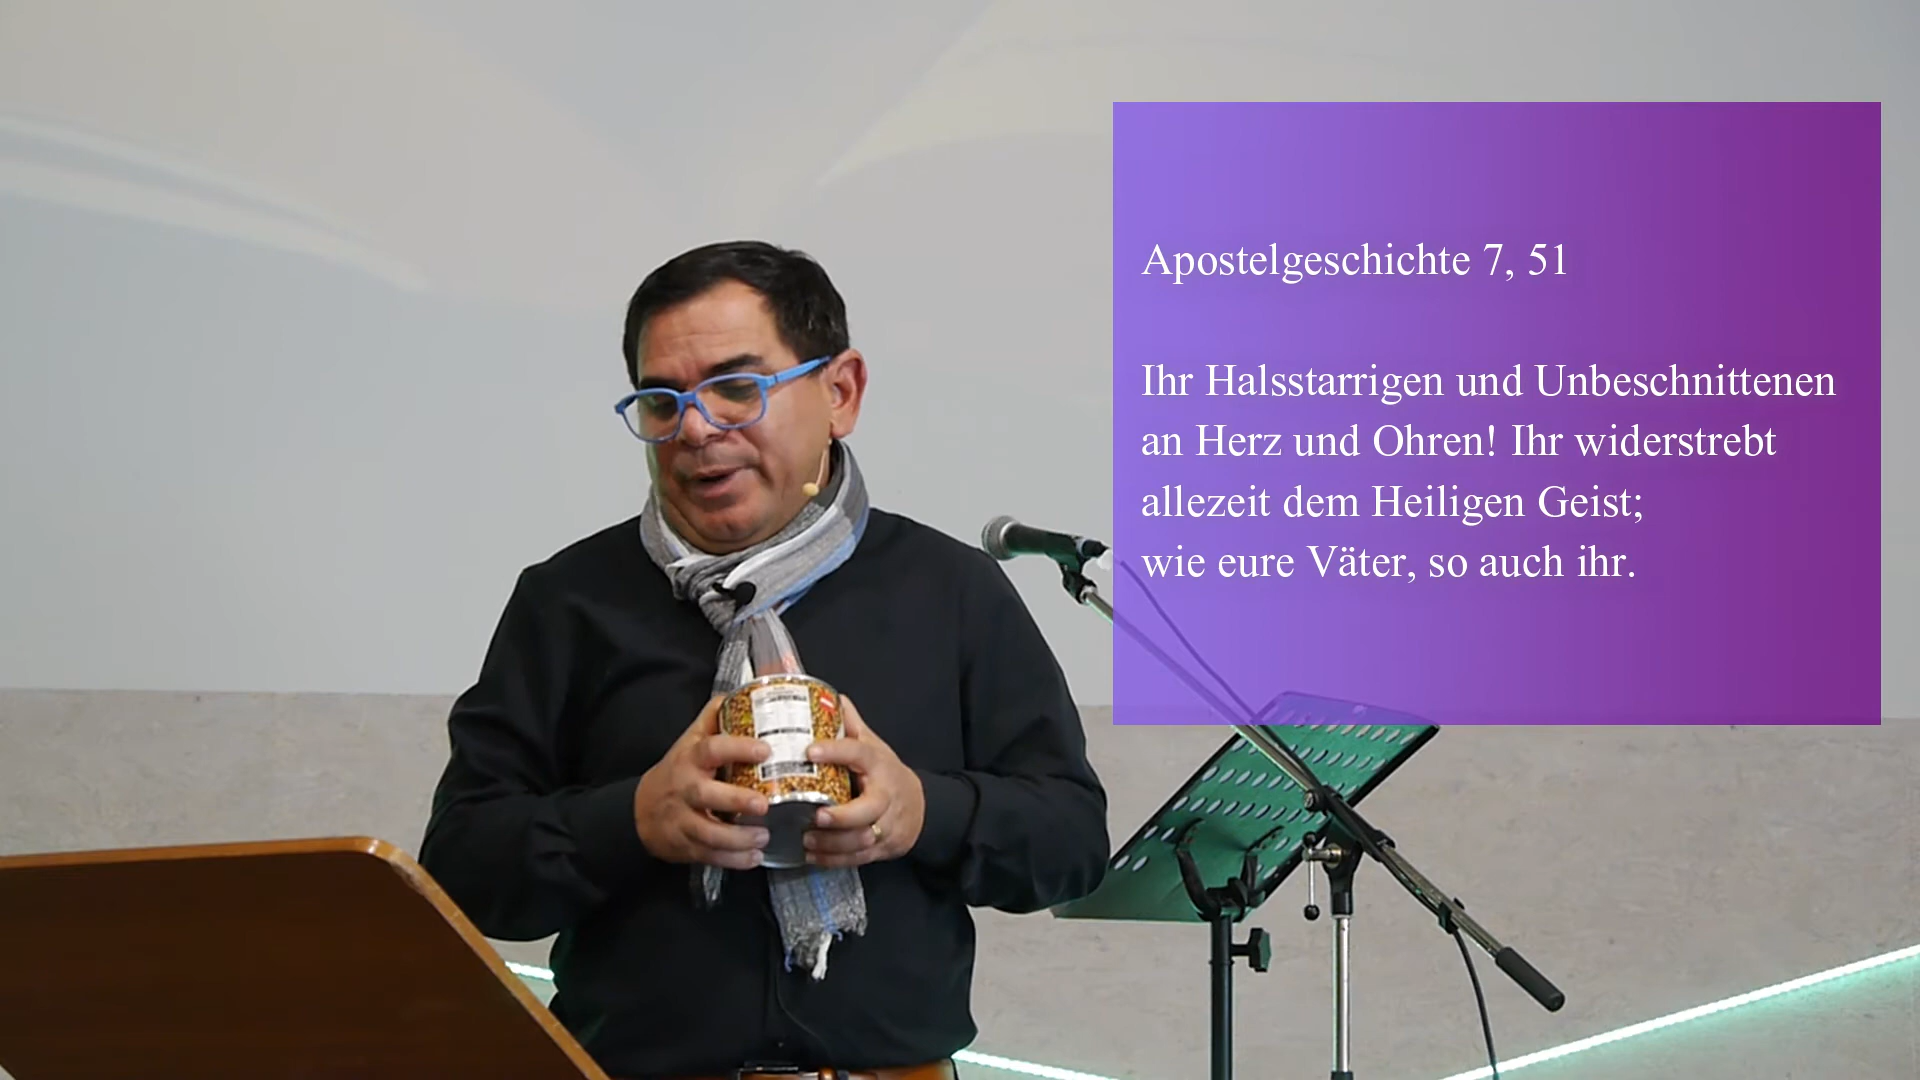 Apostelgeschichte 7, 51
Ihr Halsstarrigen und Unbeschnittenen
an Herz und Ohren! Ihr widerstrebt
allezeit dem Heiligen Geist;
wie eure Väter, so auch ihr.